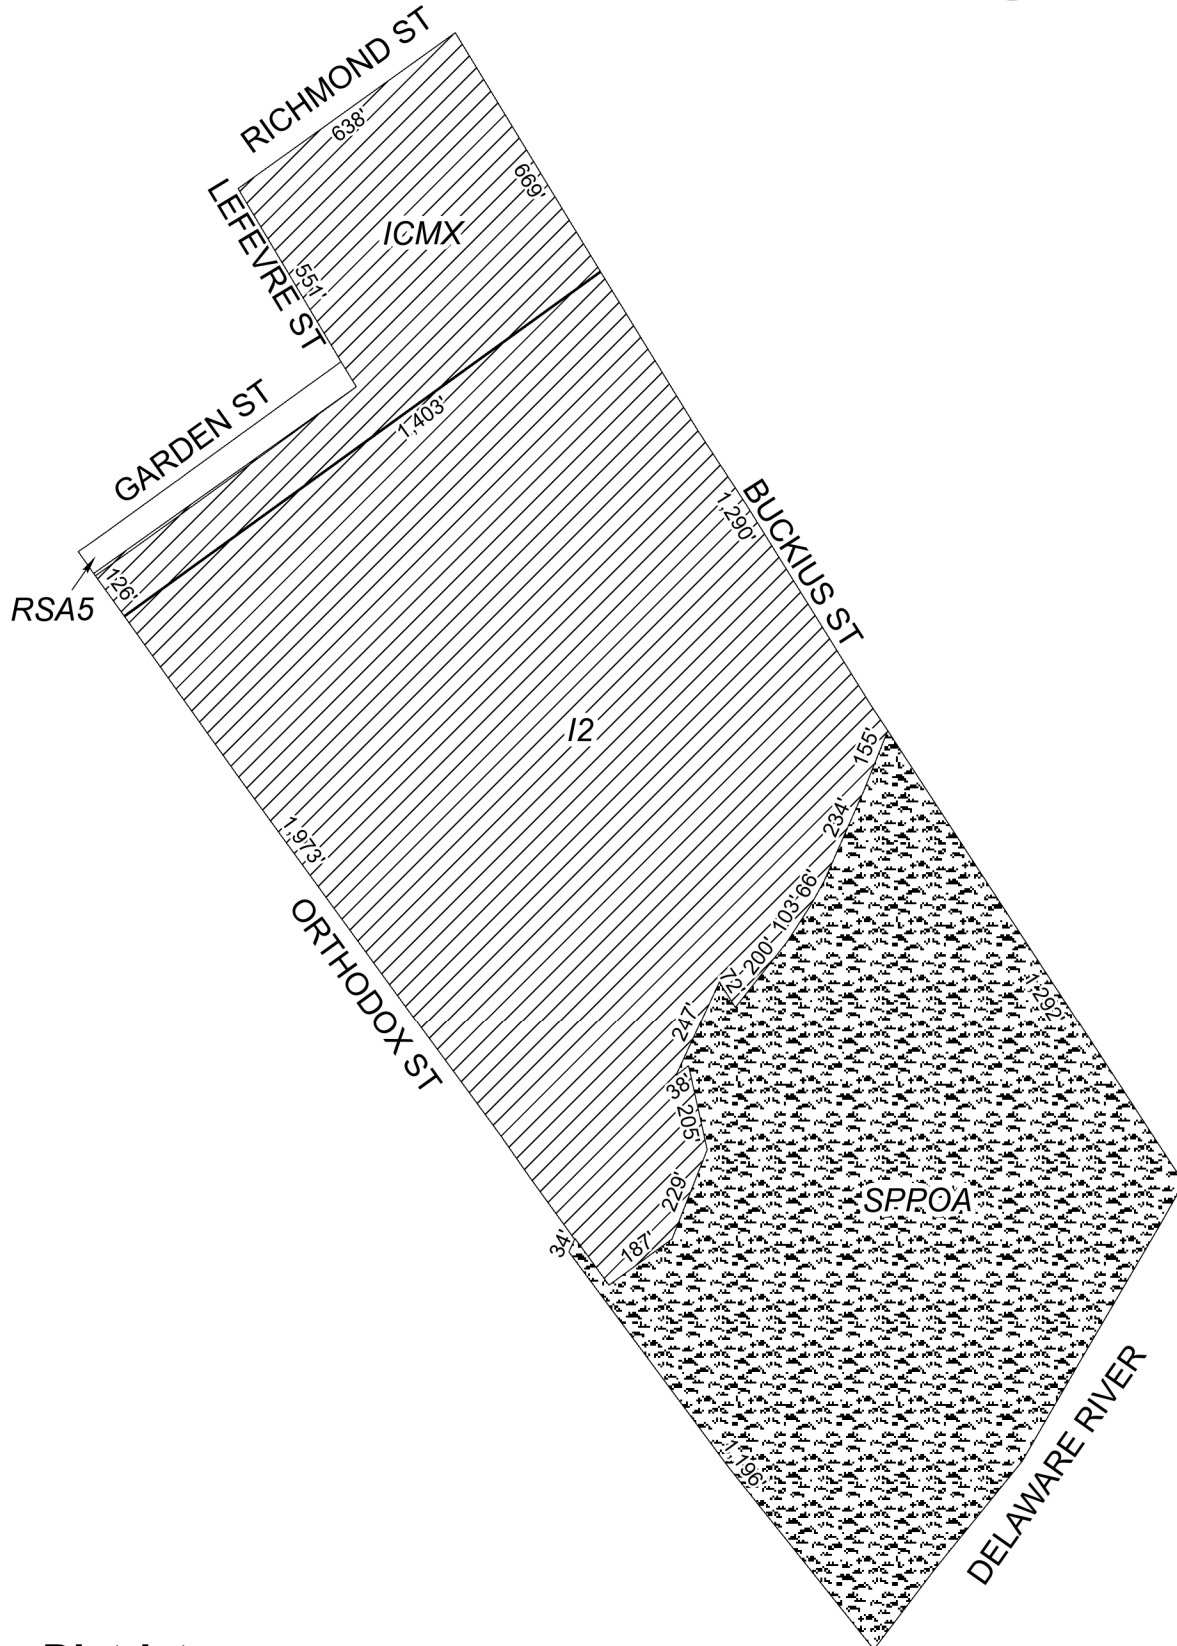 RICHMOND ST
638'
LEFEVRE ST
669'
ICMX
551'
GARDEN ST
1,403'
126'
RSA5
BUCKIUS ST
1,290'
I2
155'
234'
66'
103'
200'
1,973'
ORTHODOX ST
247'
1,292'
38'
205'
229'
SPPOA
34'
187'
DELAWARE RIVER
1,196'